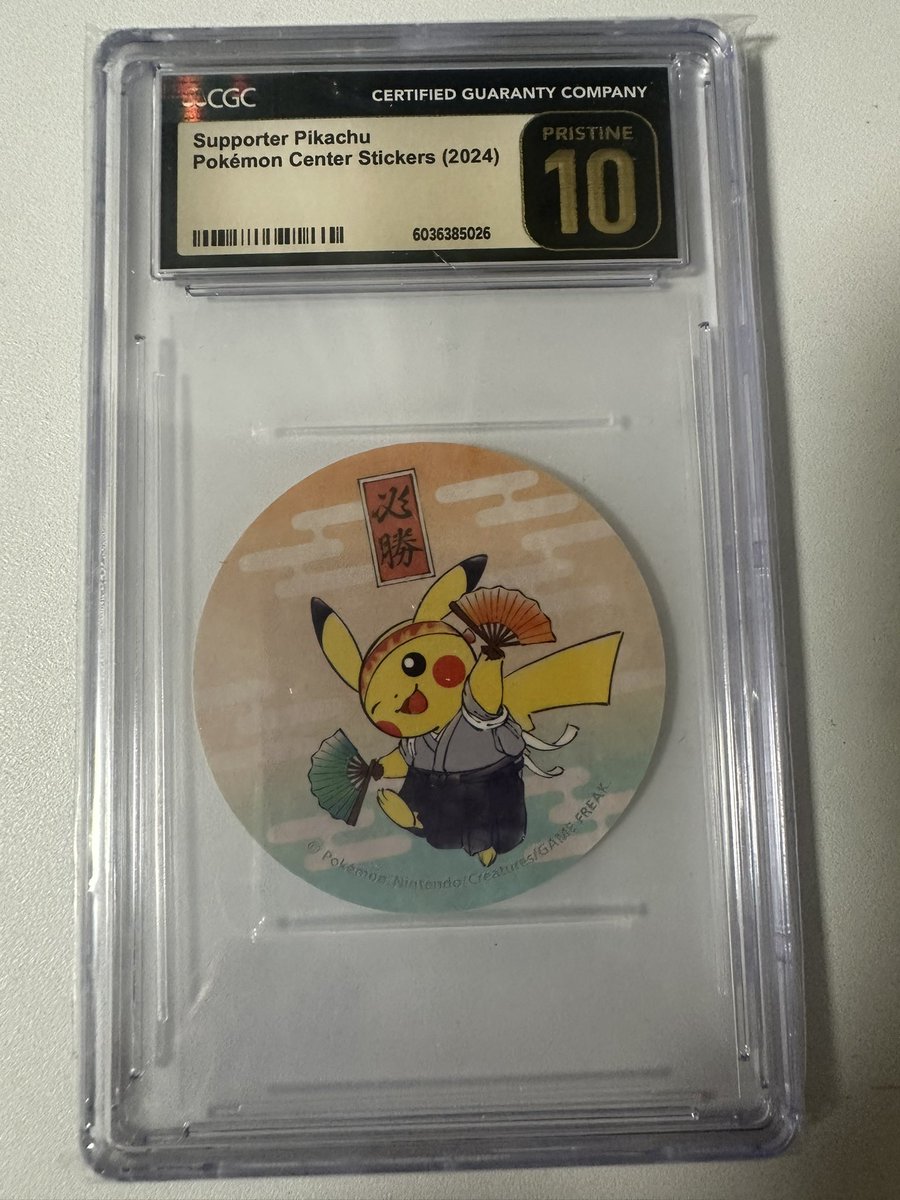 CGC
CERTIFIED GUARANTY COMPANY
Supporter Pikachu
Pokémon Center Stickers (2024)
6036385026
PRISTINE
10
必
勝
© Pokémon/Nintendo/Creatures/GAME FREAK